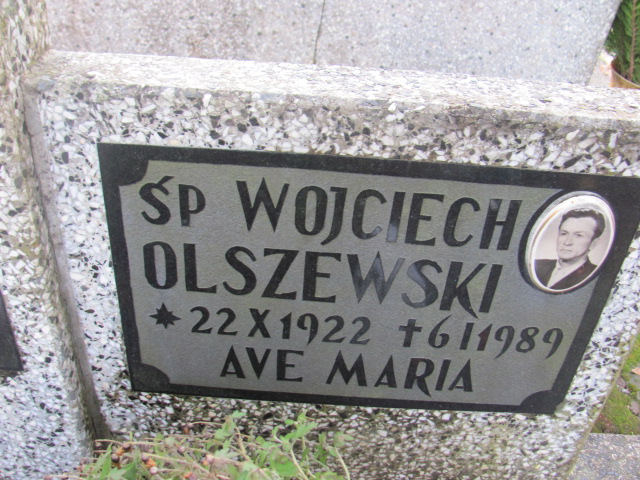 ŚP WOJCIECH
OLSZEWSKI
* 22 X 1922 + 6 I 1989
AVE MARIA